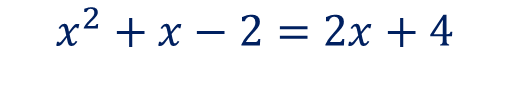 x² + x − 2 = 2x + 4